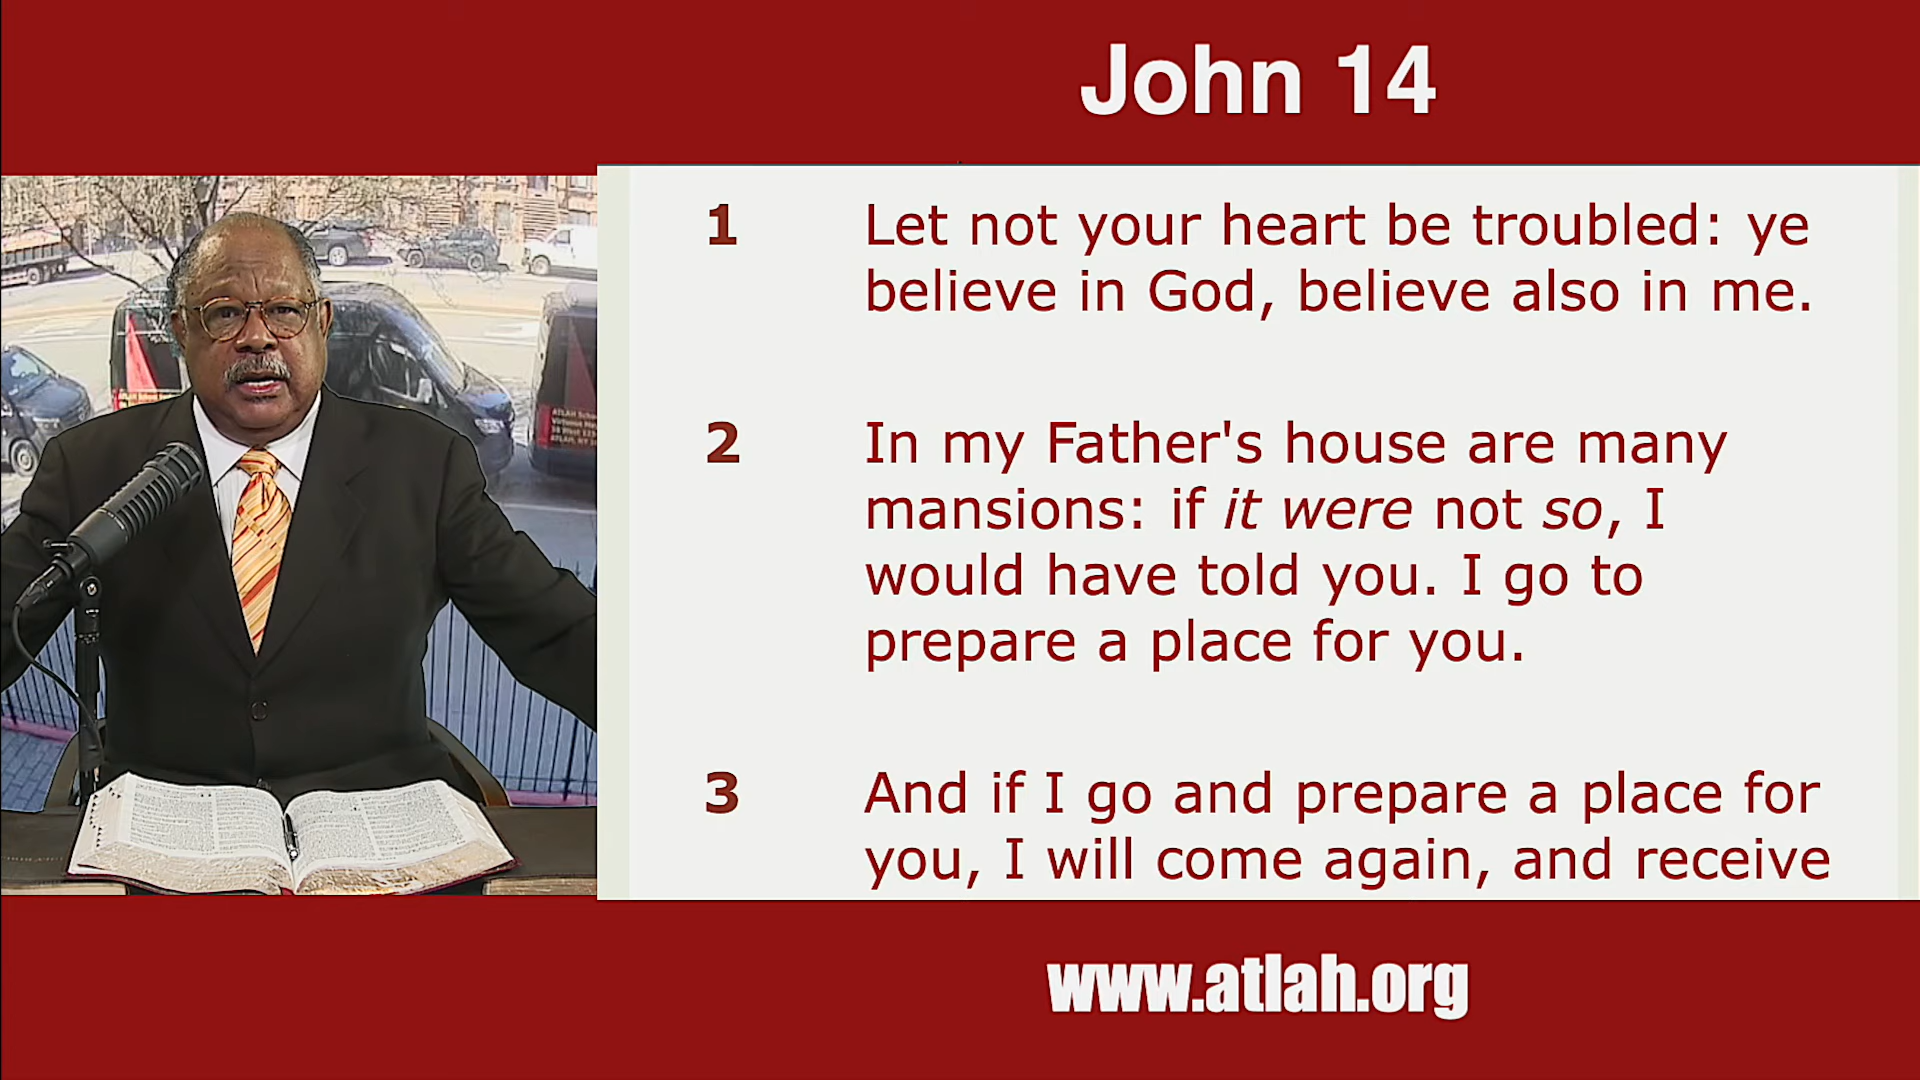 John 14
1 Let not your heart be troubled: ye
believe in God, believe also in me.
2 In my Father's house are many
mansions: if it were not so, I
would have told you. I go to
prepare a place for you.
3 And if I go and prepare a place for
you, I will come again, and receive
www.atlah.org